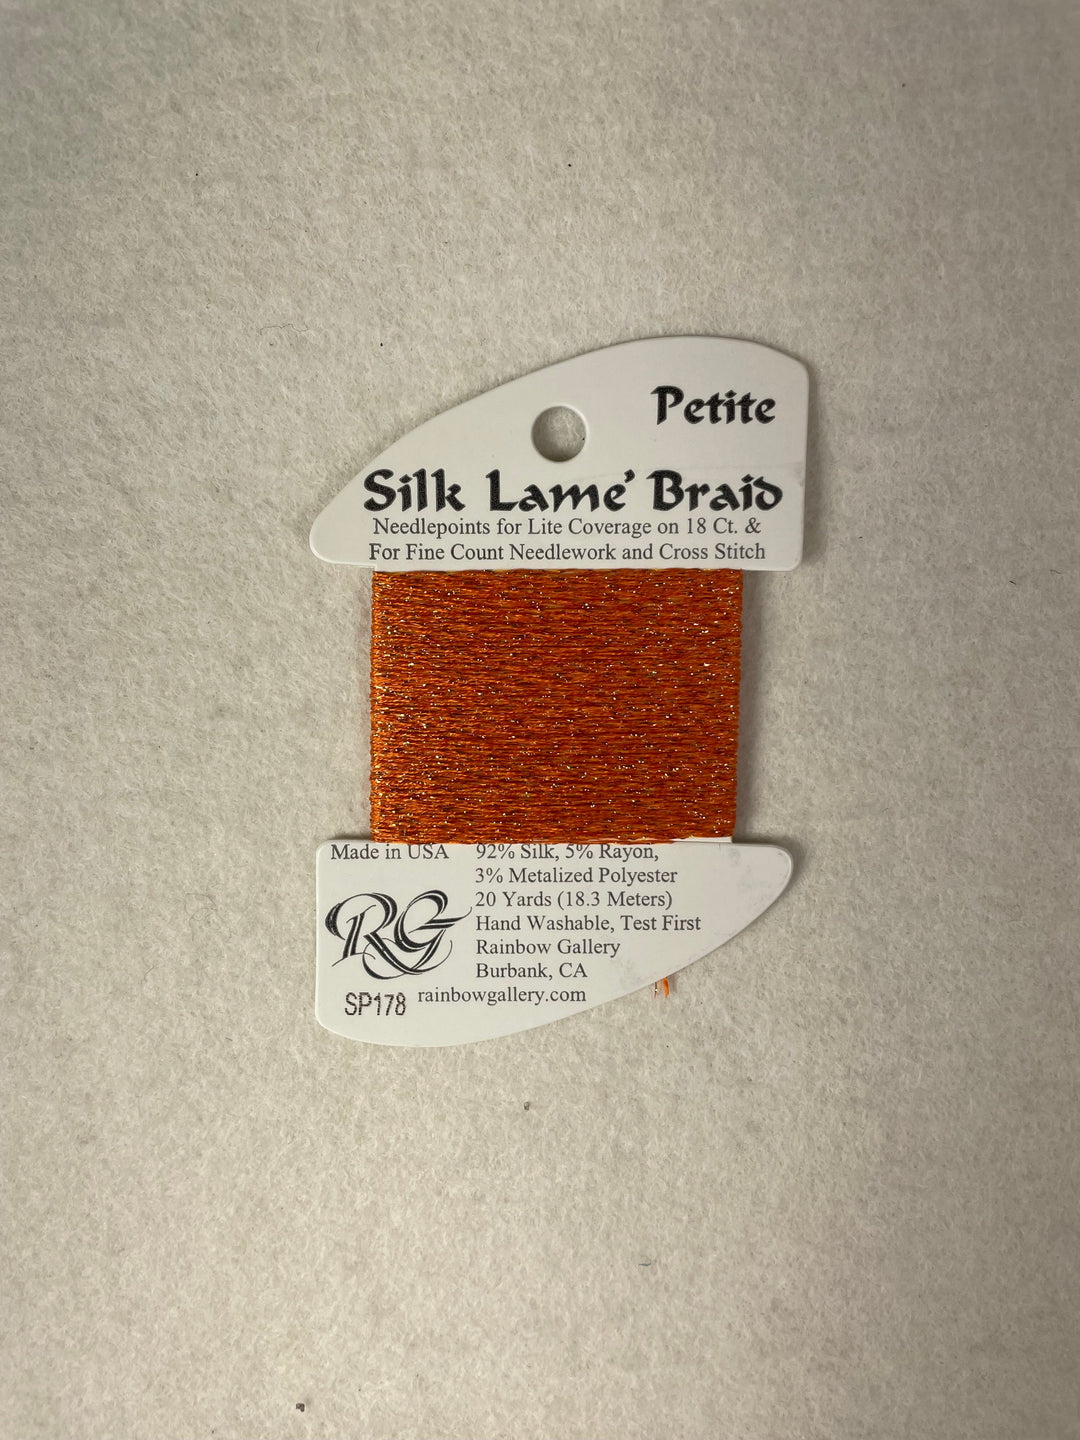 Petite
Silk Lame' Braid
Needlepoints for Lite Coverage on 18 Ct. &
For Fine Count Needlework and Cross Stitch
Made in USA
92% Silk, 5% Rayon,
3% Metalized Polyester
20 Yards (18.3 Meters)
Hand Washable, Test First
Rainbow Gallery
Burbank, CA
rainbowgallery.com
RG
SP178